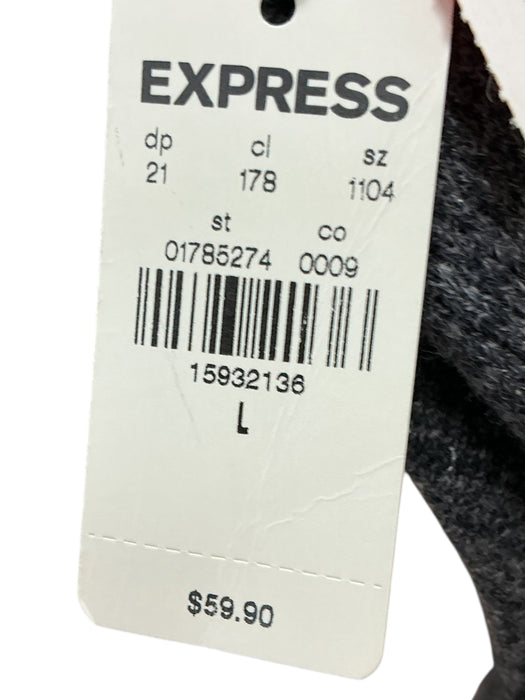 EXPRESS
dp cl sz
21 178 1104
st co
01785274 0009
15932136
L
$59.90